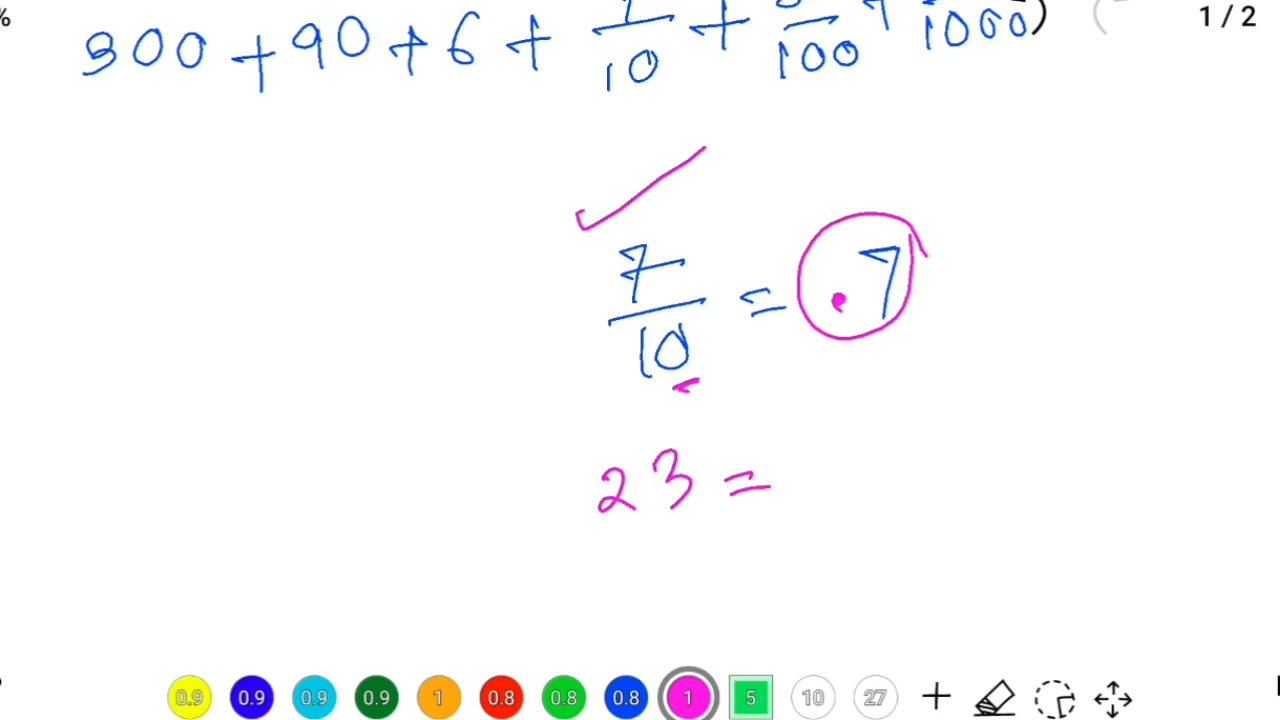 %
1 / 2
300 + 90 + 6 + /10 + /100 + /1000)
7/10 = .7
23 =
0.9 0.9 0.9 0.9 1 0.8 0.8 0.8 1 5 10 27 +